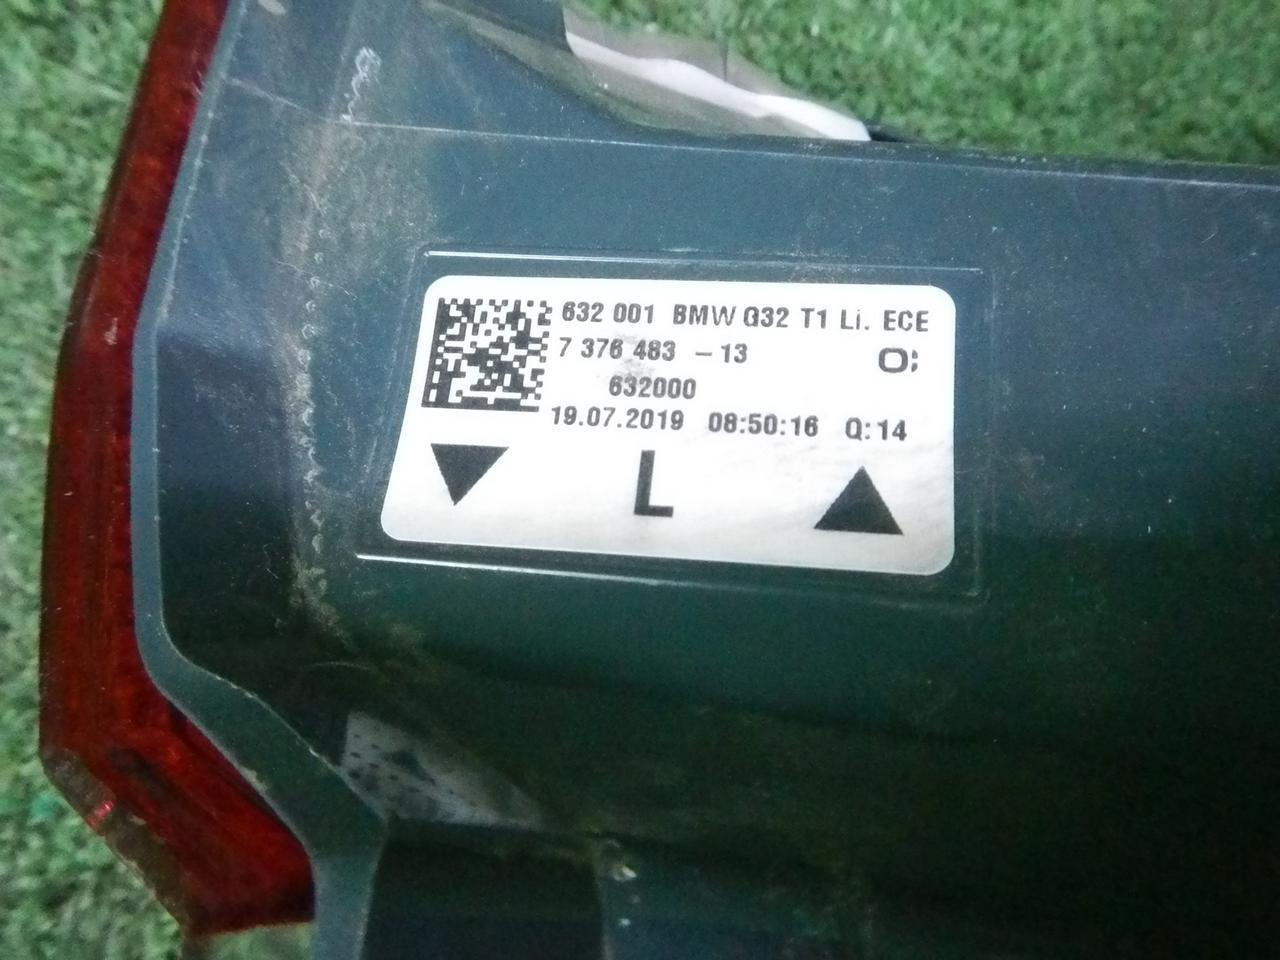 632 001 BMW G32 T1 Li. ECE
7 376 483 -13 O;
632000
19.07.2019 08:50:16 Q:14
L